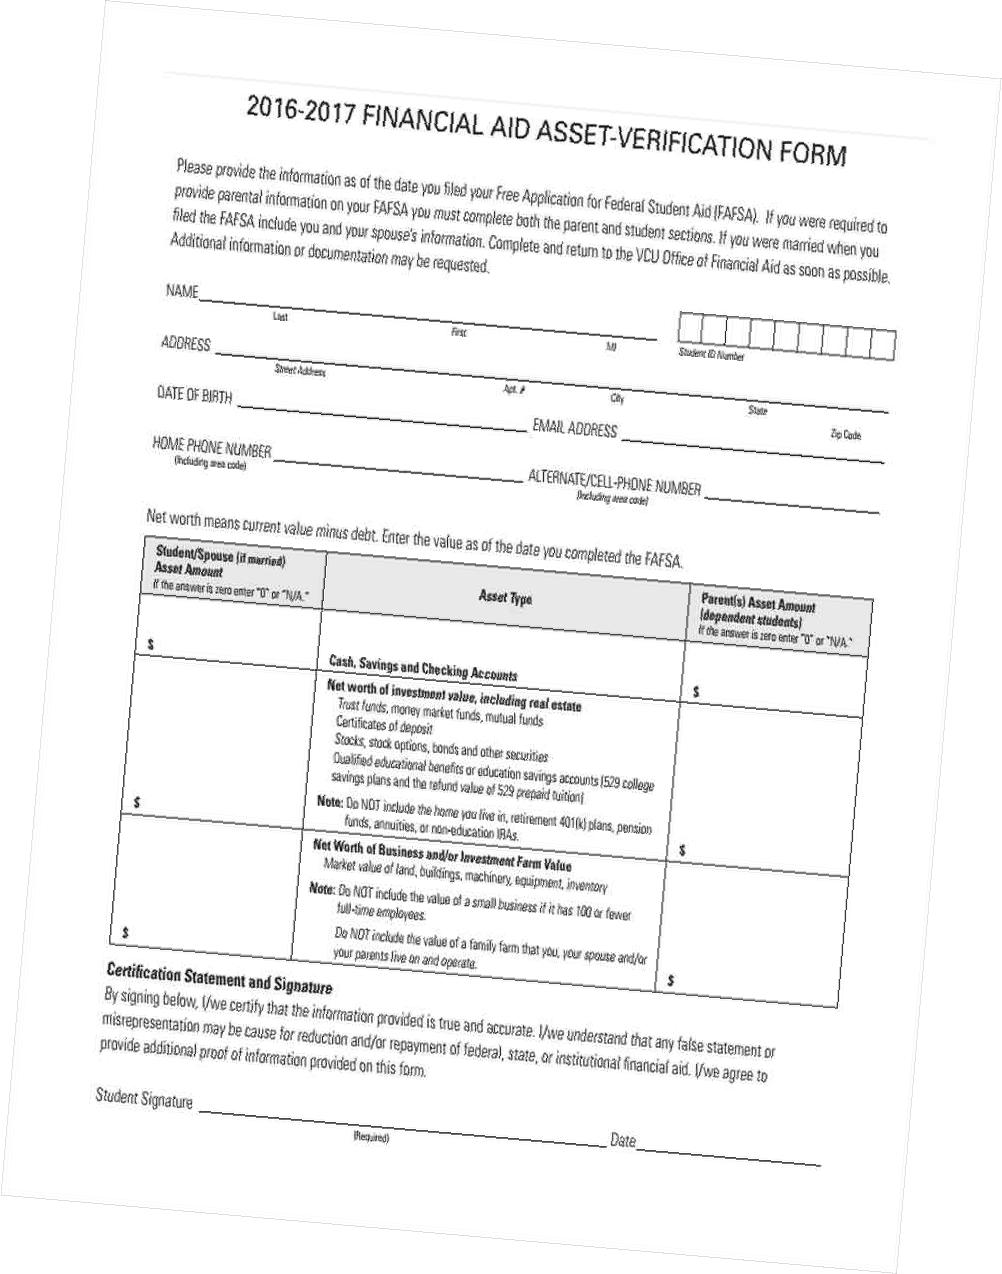 2016-2017 FINANCIAL AID ASSET-VERIFICATION FORM
Please provide the information as of the date you filed your Free Application for Federal Student Aid (FAFSA). If you were required to
provide parental information on your FAFSA you must complete both the parent and student sections. If you were married when you
filed the FAFSA include you and your spouse's information. Complete and return to the VCU Office of Financial Aid as soon as possible.
Additional information or documentation may be requested.
NAME
Last First MI Student ID Number
ADDRESS
Street Address Apt. # City State Zip Code
DATE OF BIRTH EMAIL ADDRESS
HOME PHONE NUMBER ALTERNATE/CELL-PHONE NUMBER
(Including area code) (Including area code)
Net worth means current value minus debt. Enter the value as of the date you completed the FAFSA.
Student/Spouse (if married)
Asset Amount
If the answer is zero enter "0" or "N/A."
Asset Type
Parent(s) Asset Amount
(dependent students)
If the answer is zero enter "0" or "N/A."
$
Cash, Savings and Checking Accounts
$
$
Net worth of investment value, including real estate
Trust funds, money market funds, mutual funds
Certificates of deposit
Stocks, stock options, bonds and other securities
Qualified educational benefits or education savings accounts (529 college
savings plans and the refund value of 529 prepaid tuition)
Note: Do NOT include the home you live in, retirement 401(k) plans, pension
funds, annuities, or non-education IRAs.
$
$
Net Worth of Business and/or Investment Farm Value
Market value of land, buildings, machinery, equipment, inventory
Note: Do NOT include the value of a small business if it has 100 or fewer
full-time employees.
Do NOT include the value of a family farm that you, your spouse and/or
your parents live on and operate.
$
Certification Statement and Signature
By signing below, I/we certify that the information provided is true and accurate. I/we understand that any false statement or
misrepresentation may be cause for reduction and/or repayment of federal, state, or institutional financial aid. I/we agree to
provide additional proof of information provided on this form.
Student Signature Date
(Required)